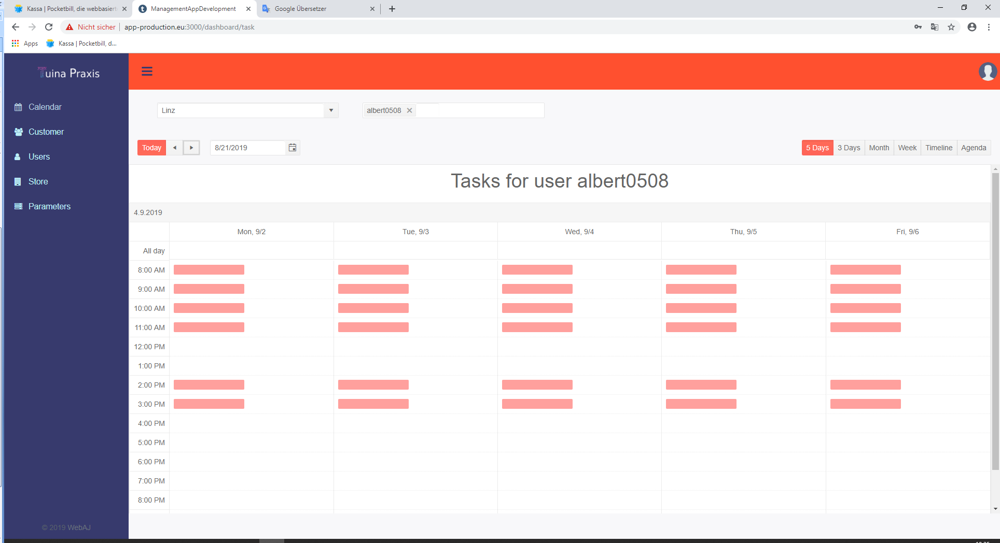 Kassa | Pocketbill, die webbasiert
ManagementAppDevelopment
Google Übersetzer
Nicht sicher
app-production.eu:3000/dashboard/task
Apps
Kassa | Pocketbill, d...
Tuina Praxis
Calendar
Customer
Users
Store
Parameters
© 2019 WebAJ
Linz
albert0508
Today
8/21/2019
5 Days
3 Days
Month
Week
Timeline
Agenda
Tasks for user albert0508
4.9.2019
Mon, 9/2
Tue, 9/3
Wed, 9/4
Thu, 9/5
Fri, 9/6
All day
8:00 AM
9:00 AM
10:00 AM
11:00 AM
12:00 PM
1:00 PM
2:00 PM
3:00 PM
4:00 PM
5:00 PM
6:00 PM
7:00 PM
8:00 PM